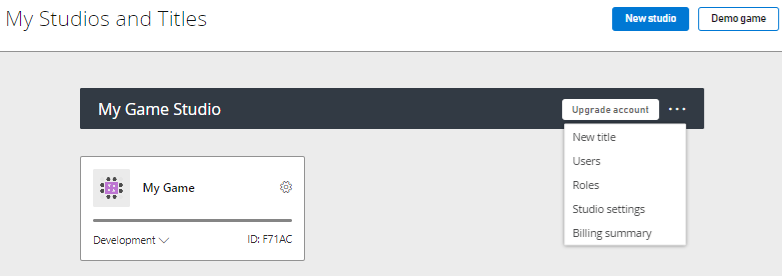 My Studios and Titles
New studio
Demo game
My Game Studio
Upgrade account
New title
Users
Roles
Studio settings
Billing summary
My Game
Development
ID: F71AC